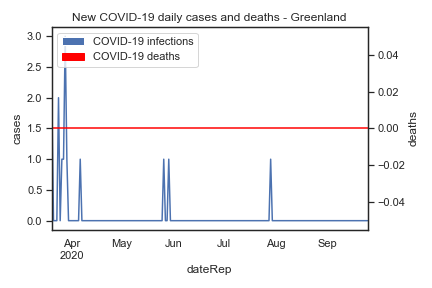 New COVID-19 daily cases and deaths - Greenland
COVID-19 infections
COVID-19 deaths
3.0
2.5
2.0
1.5
1.0
0.5
0.0
cases
0.04
0.02
0.00
−0.02
−0.04
deaths
Apr May Jun Jul Aug Sep
2020
dateRep